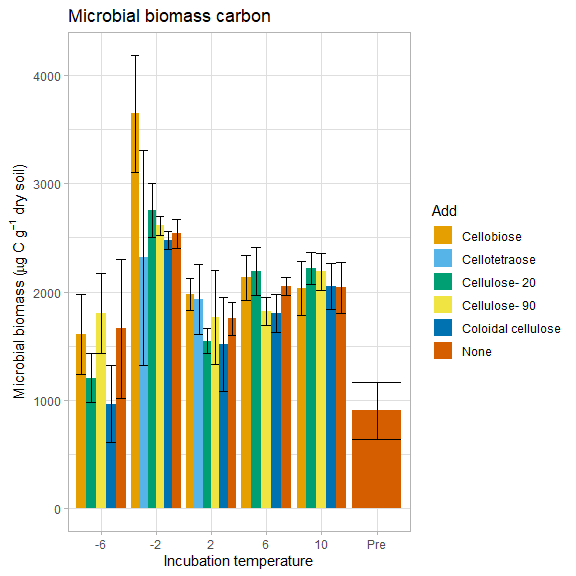 Microbial biomass carbon
Microbial biomass (µg C g⁻¹ dry soil)
4000
3000
2000
1000
0
-6
-2
2
6
10
Pre
Incubation temperature
Add
Cellobiose
Cellotetraose
Cellulose- 20
Cellulose- 90
Coloidal cellulose
None